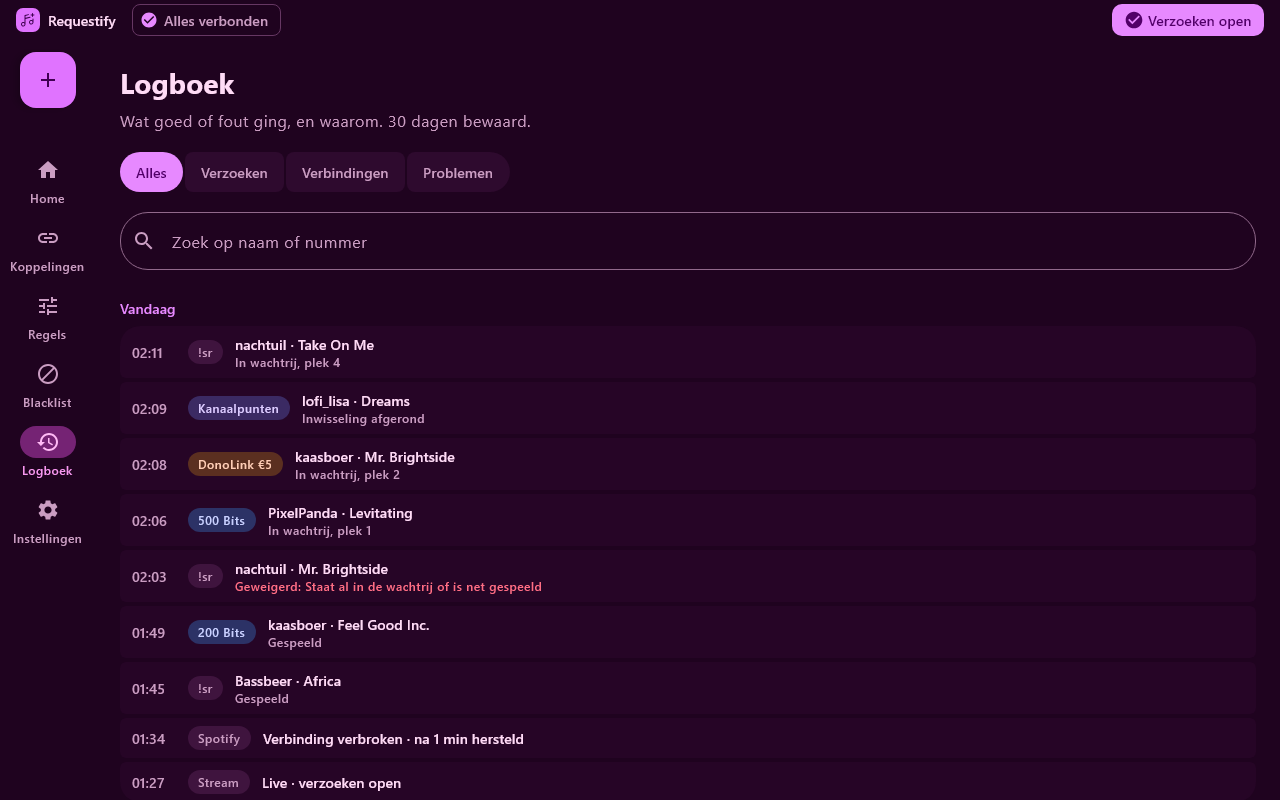 Requestify
Alles verbonden
Verzoeken open
Home
Koppelingen
Regels
Blacklist
Logboek
Instellingen
Logboek
Wat goed of fout ging, en waarom. 30 dagen bewaard.
Alles
Verzoeken
Verbindingen
Problemen
Zoek op naam of nummer
Vandaag
02:11 !sr nachtuil · Take On Me
In wachtrij, plek 4
02:09 Kanaalpunten lofi_lisa · Dreams
Inwisseling afgerond
02:08 DonoLink €5 kaasboer · Mr. Brightside
In wachtrij, plek 2
02:06 500 Bits PixelPanda · Levitating
In wachtrij, plek 1
02:03 !sr nachtuil · Mr. Brightside
Geweigerd: Staat al in de wachtrij of is net gespeeld
01:49 200 Bits kaasboer · Feel Good Inc.
Gespeeld
01:45 !sr Bassbeer · Africa
Gespeeld
01:34 Spotify Verbinding verbroken · na 1 min hersteld
01:27 Stream Live · verzoeken open